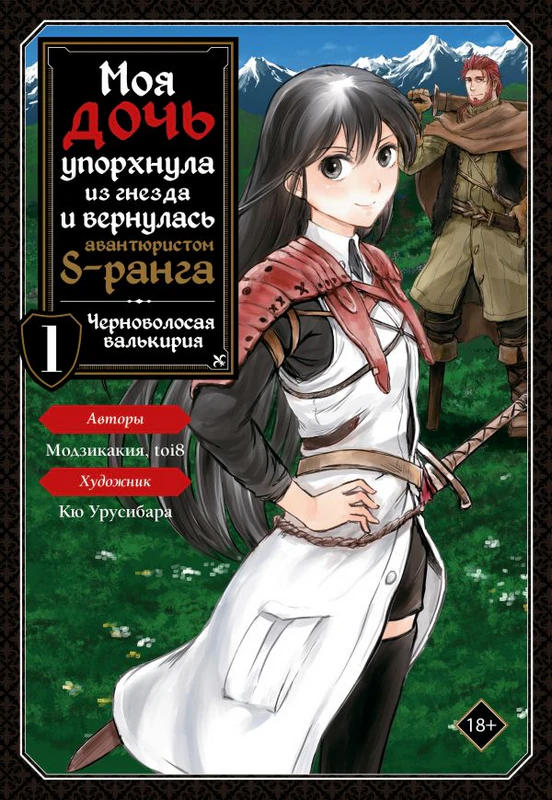 Моя
дочь
упорхнула
из гнезда
и вернулась
авантюристом
S-ранга
1
Черноволосая
валькирия
Авторы
Модзикакия, toi8
Художник
Кю Урусибара
18+